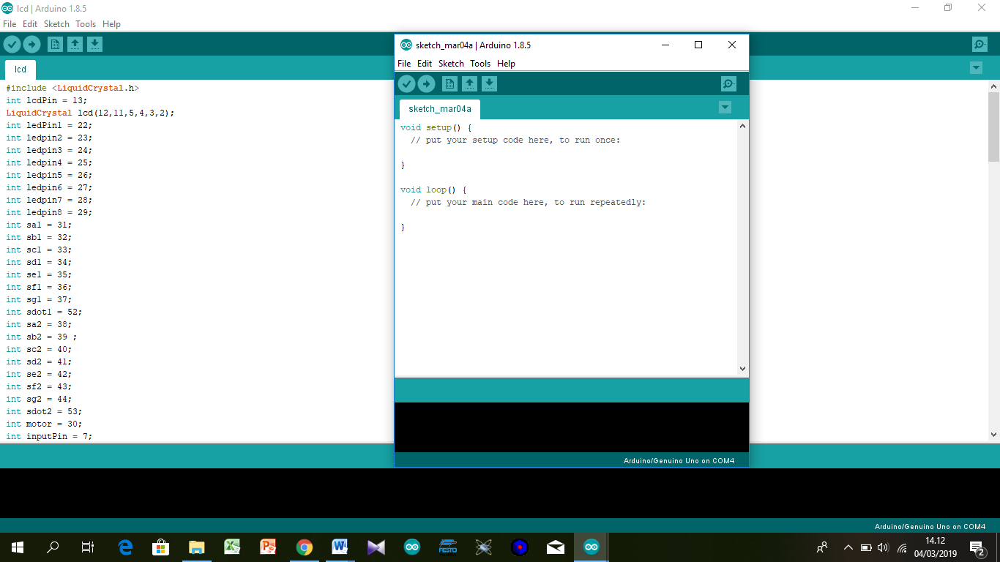 lcd | Arduino 1.8.5
File Edit Sketch Tools Help
lcd
#include <LiquidCrystal.h>
int lcdPin = 13;
LiquidCrystal lcd(12,11,5,4,3,2);
int ledPin1 = 22;
int ledpin2 = 23;
int ledpin3 = 24;
int ledpin4 = 25;
int ledpin5 = 26;
int ledpin6 = 27;
int ledpin7 = 28;
int ledpin8 = 29;
int sa1 = 31;
int sb1 = 32;
int sc1 = 33;
int sd1 = 34;
int se1 = 35;
int sf1 = 36;
int sg1 = 37;
int sdot1 = 52;
int sa2 = 38;
int sb2 = 39 ;
int sc2 = 40;
int sd2 = 41;
int se2 = 42;
int sf2 = 43;
int sg2 = 44;
int sdot2 = 53;
int motor = 30;
int inputPin = 7;
sketch_mar04a | Arduino 1.8.5
File Edit Sketch Tools Help
sketch_mar04a
void setup() {
  // put your setup code here, to run once:
}
void loop() {
  // put your main code here, to run repeatedly:
}
Arduino/Genuino Uno on COM4
Arduino/Genuino Uno on COM4
FESTO
14.12
04/03/2019
2